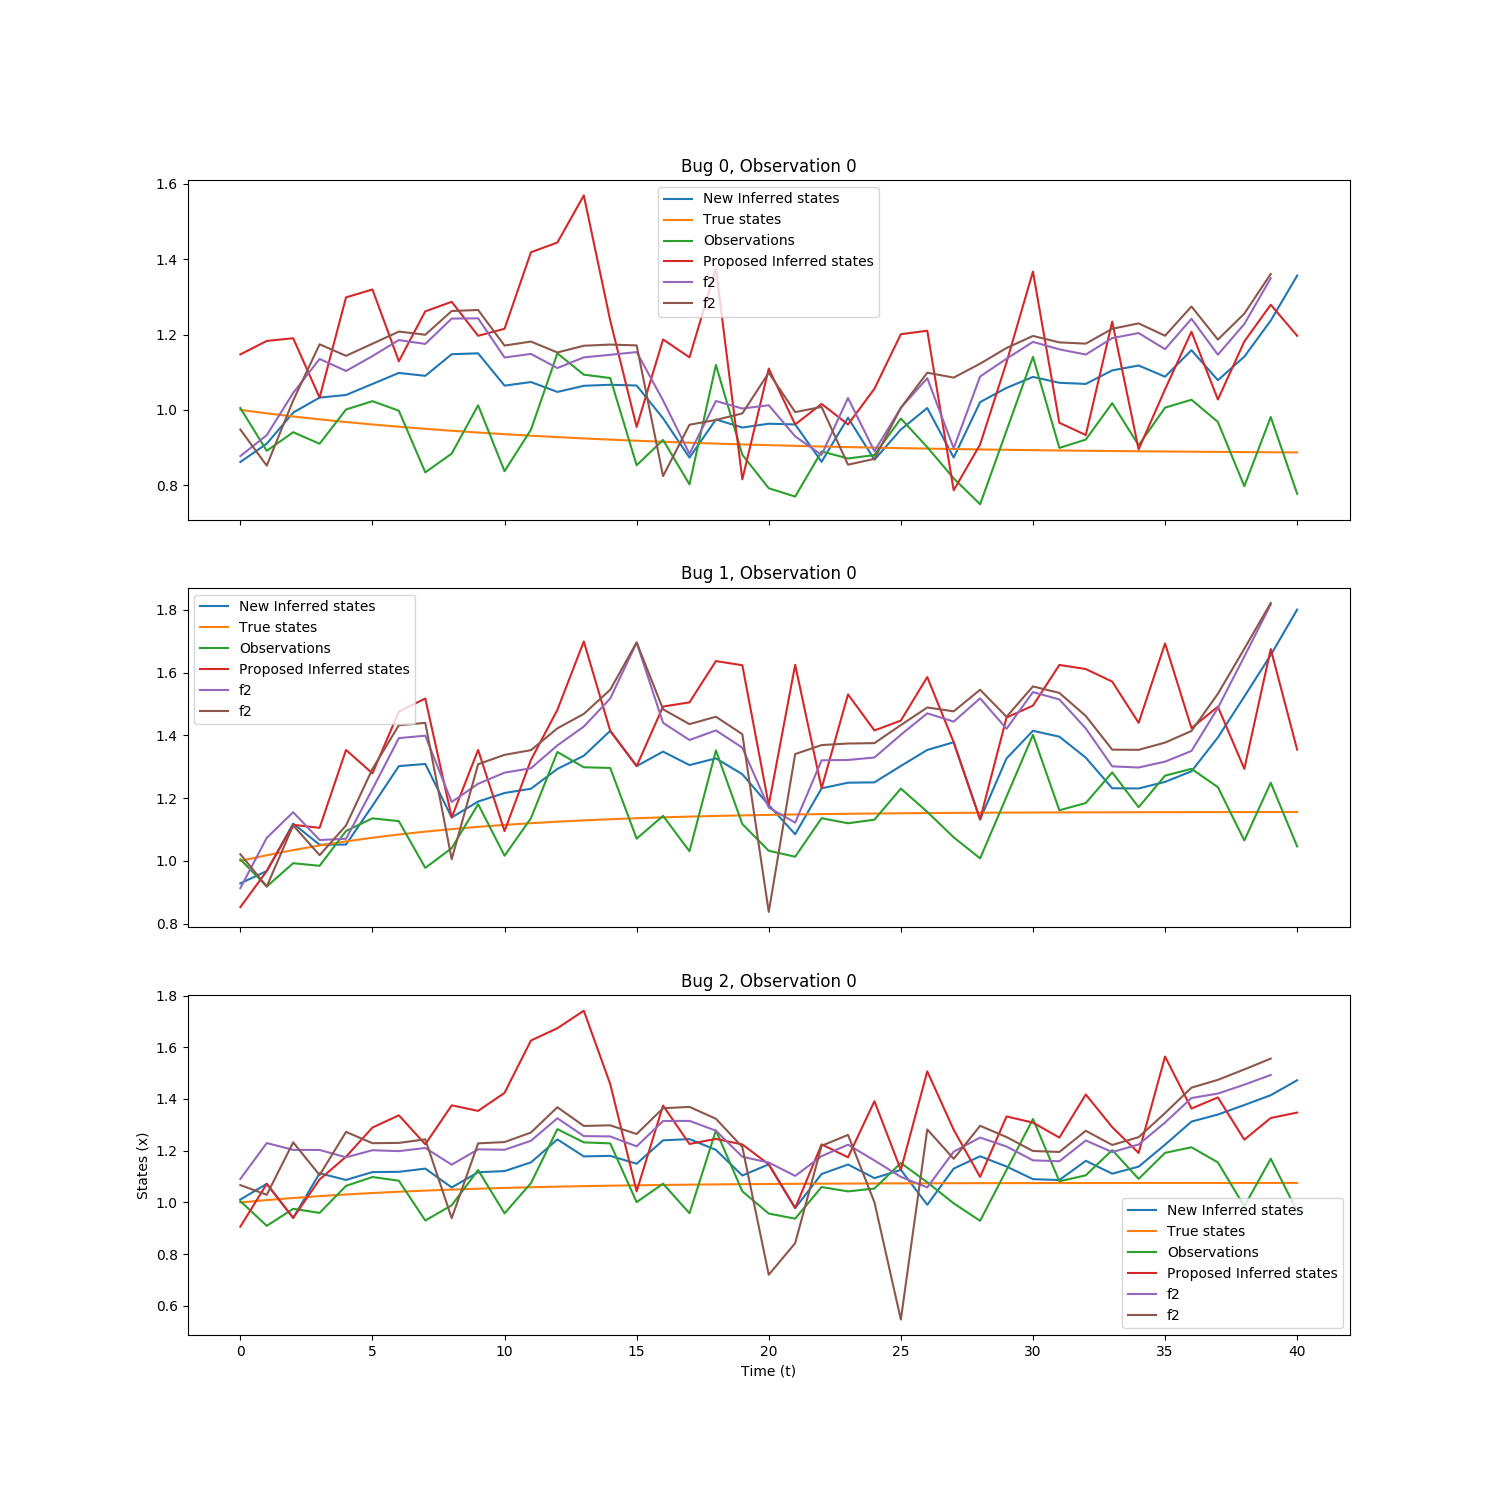 Bug 0, Observation 0
1.6
1.4
1.2
1.0
0.8
New Inferred states
True states
Observations
Proposed Inferred states
f2
f2
Bug 1, Observation 0
1.8
1.6
1.4
1.2
1.0
0.8
New Inferred states
True states
Observations
Proposed Inferred states
f2
f2
Bug 2, Observation 0
1.8
1.6
1.4
1.2
1.0
0.8
0.6
States (x)
New Inferred states
True states
Observations
Proposed Inferred states
f2
f2
0 5 10 15 20 25 30 35 40
Time (t)